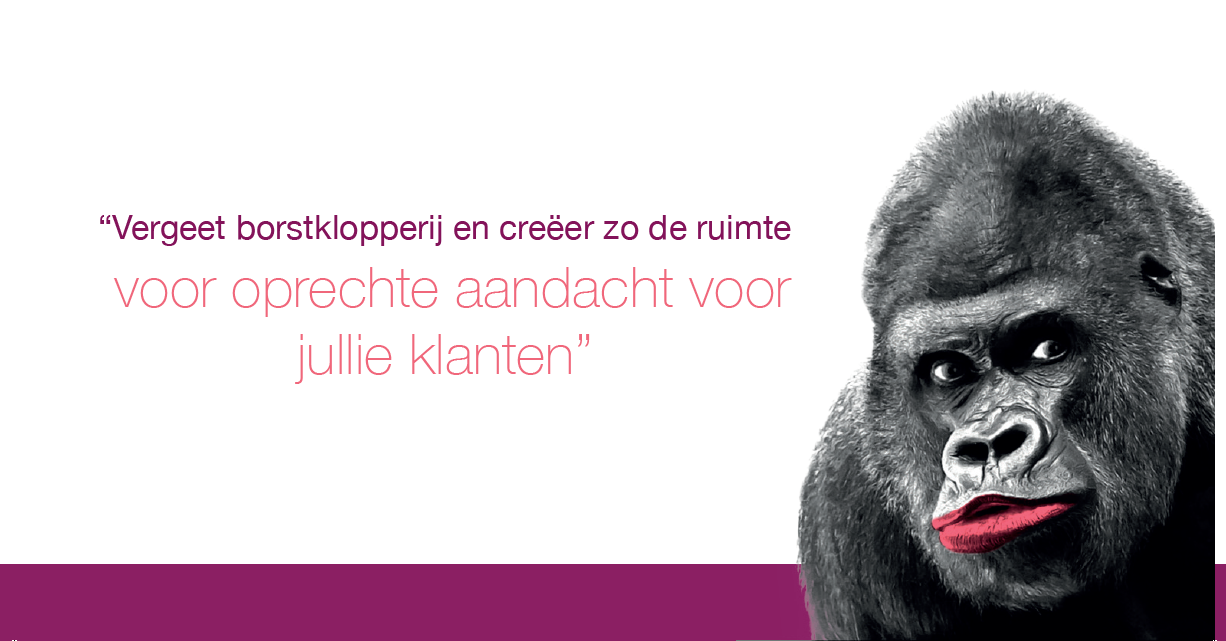 “Vergeet borstklopperij en creëer zo de ruimte
voor oprechte aandacht voor
jullie klanten”